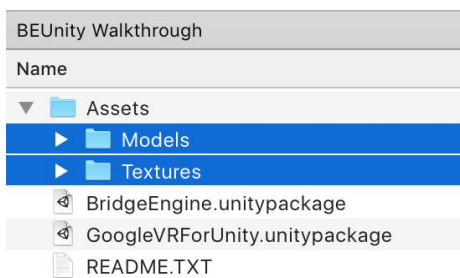 BEUnity Walkthrough
Name
Assets
Models
Textures
BridgeEngine.unitypackage
GoogleVRForUnity.unitypackage
README.TXT